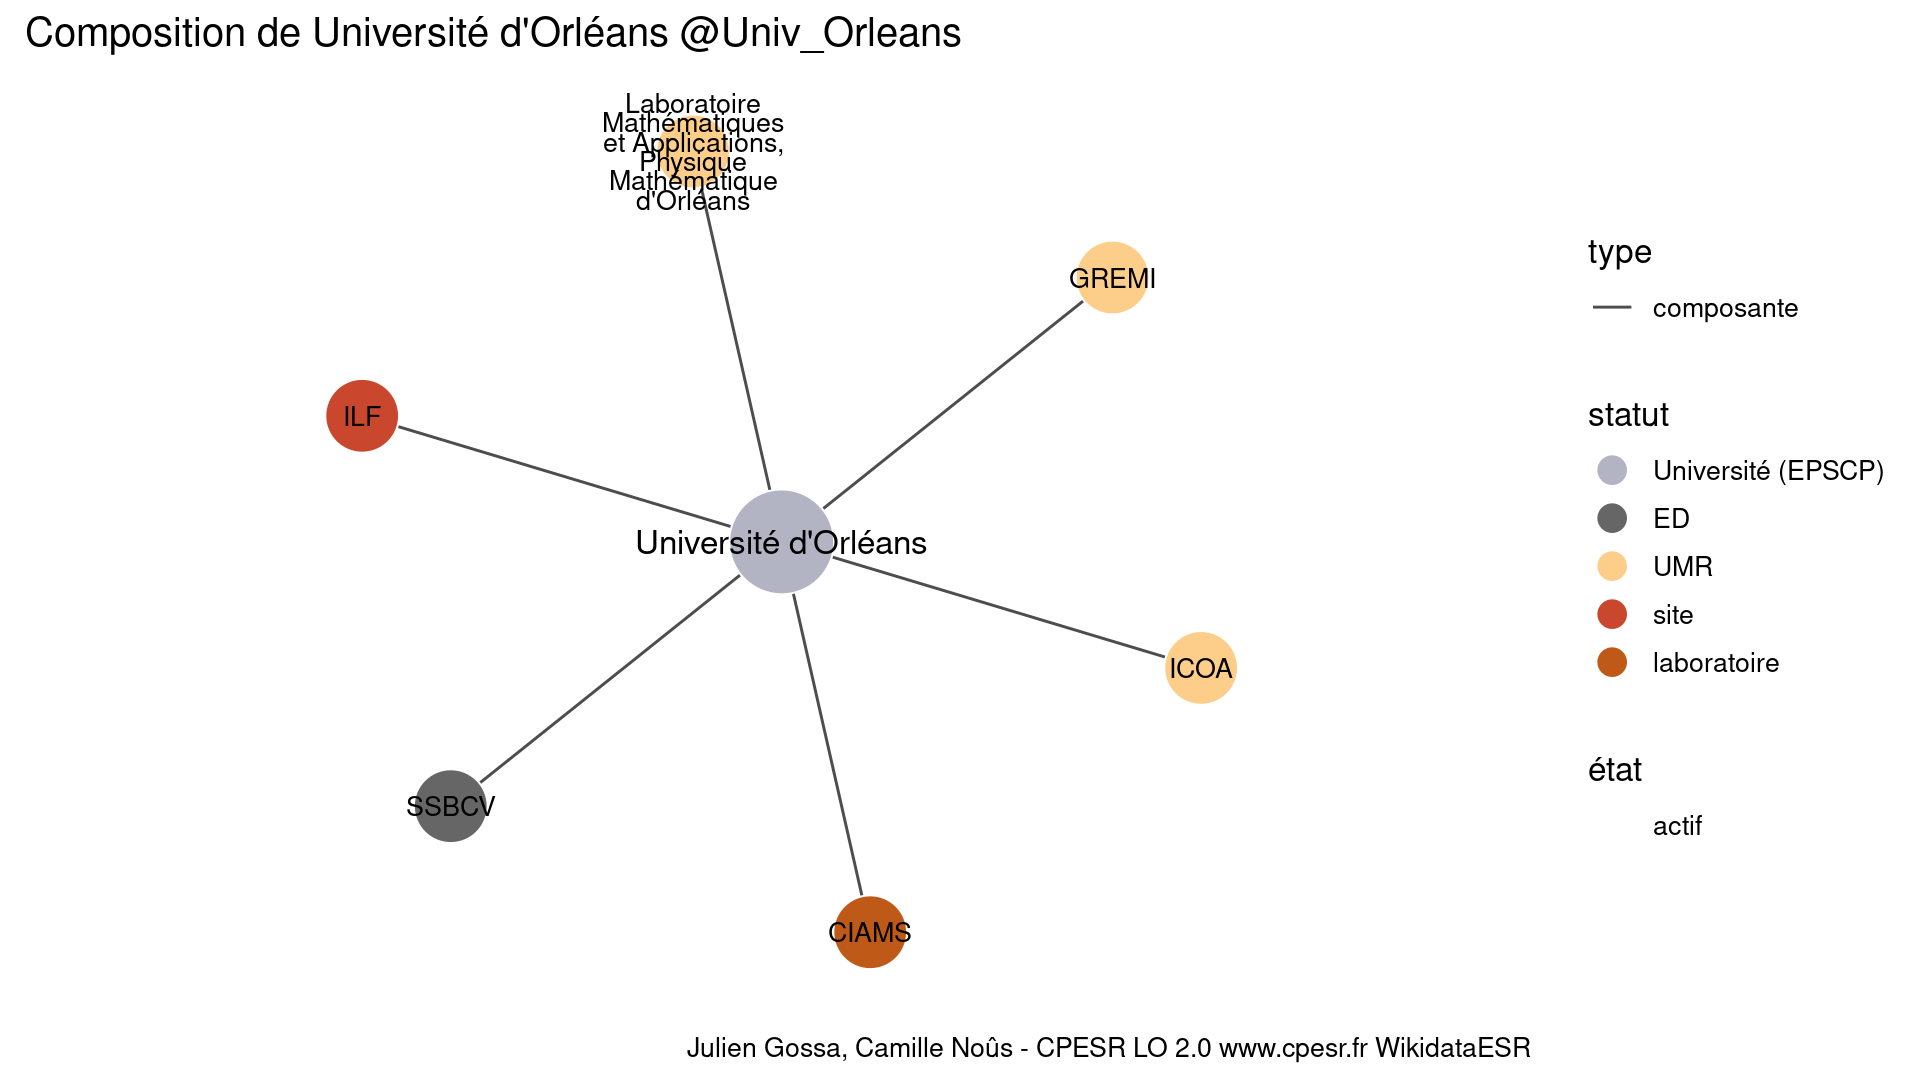 Composition de Université d'Orléans @Univ_Orleans
Laboratoire
Mathématiques
et Applications,
Physique
Mathématique
d'Orléans
GREMI
ILF
Université d'Orléans
ICOA
SSBCV
CIAMS
type
composante
statut
Université (EPSCP)
ED
UMR
site
laboratoire
état
actif
Julien Gossa, Camille Noûs - CPESR LO 2.0 www.cpesr.fr WikidataESR